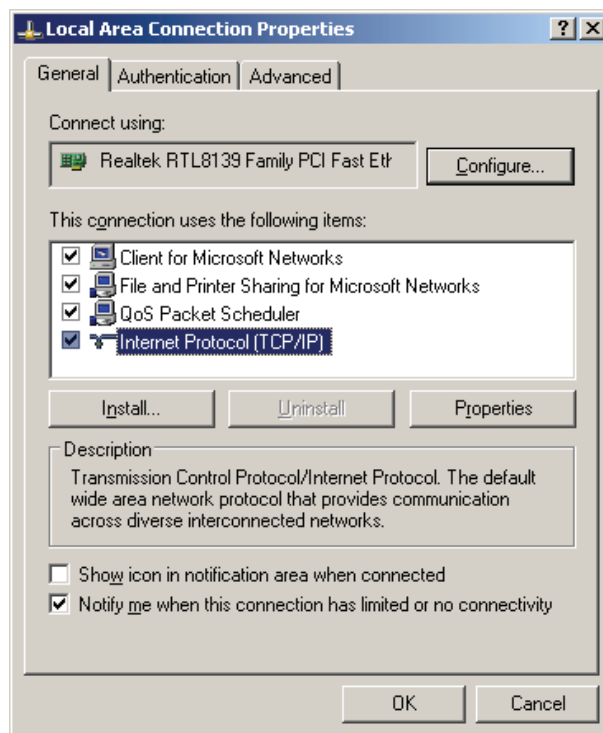 Local Area Connection Properties
General
Authentication
Advanced
Connect using:
Realtek RTL8139 Family PCI Fast Eth
Configure...
This connection uses the following items:
Client for Microsoft Networks
File and Printer Sharing for Microsoft Networks
QoS Packet Scheduler
Internet Protocol (TCP/IP)
Install...
Uninstall
Properties
Description
Transmission Control Protocol/Internet Protocol. The default
wide area network protocol that provides communication
across diverse interconnected networks.
Show icon in notification area when connected
Notify me when this connection has limited or no connectivity
OK
Cancel